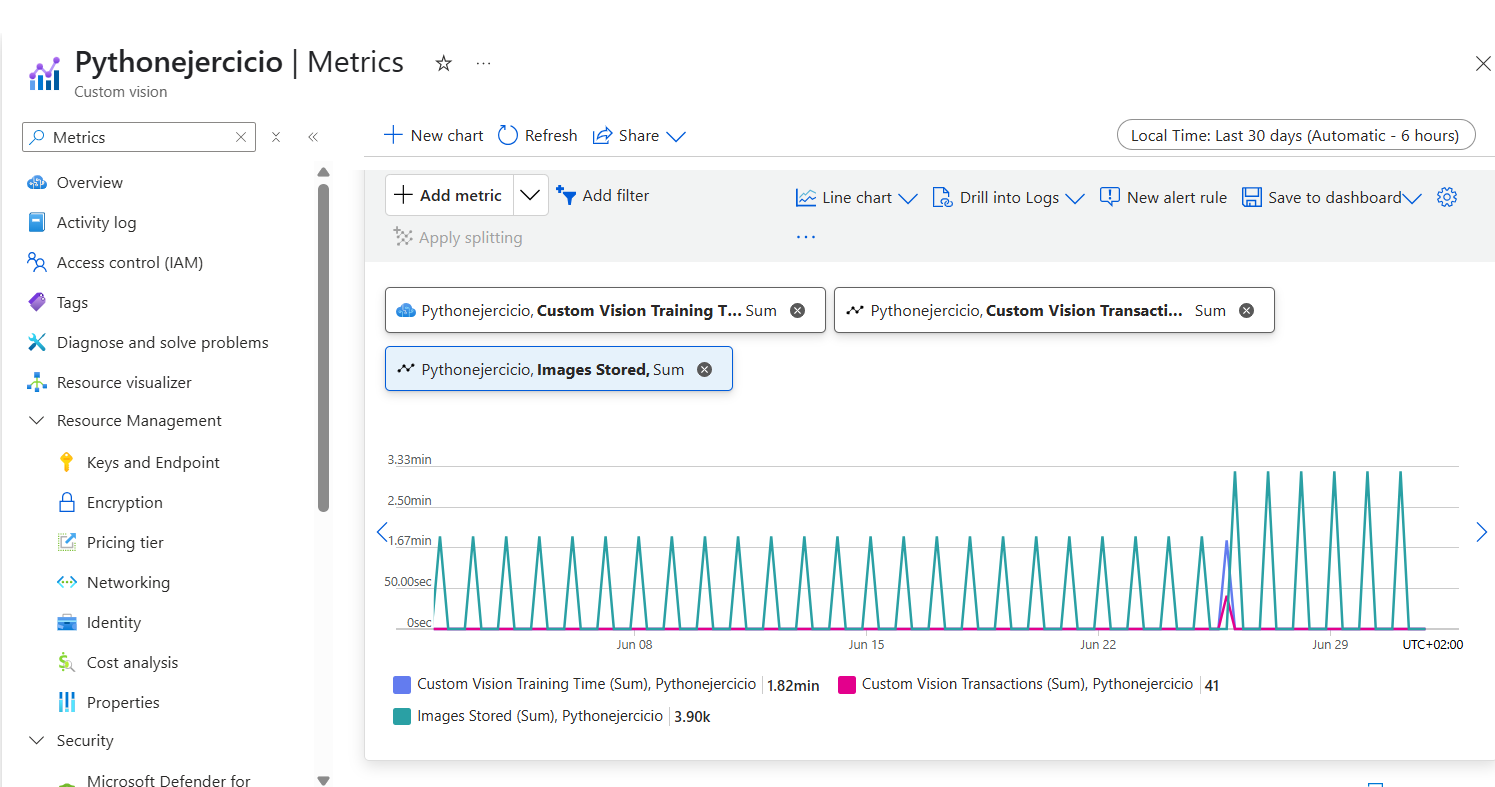 Pythonejercicio | Metrics
Custom vision
Metrics
New chart Refresh Share
Local Time: Last 30 days (Automatic - 6 hours)
Overview
Activity log
Access control (IAM)
Tags
Diagnose and solve problems
Resource visualizer
Resource Management
Keys and Endpoint
Encryption
Pricing tier
Networking
Identity
Cost analysis
Properties
Security
Microsoft Defender for
Add metric Add filter
Line chart Drill into Logs New alert rule Save to dashboard
Apply splitting
Pythonejercicio, Custom Vision Training T... Sum
Pythonejercicio, Custom Vision Transacti... Sum
Pythonejercicio, Images Stored, Sum
3.33min
2.50min
1.67min
50.00sec
0sec
Jun 08 Jun 15 Jun 22 Jun 29 UTC+02:00
Custom Vision Training Time (Sum), Pythonejercicio 1.82min
Custom Vision Transactions (Sum), Pythonejercicio 41
Images Stored (Sum), Pythonejercicio 3.90k